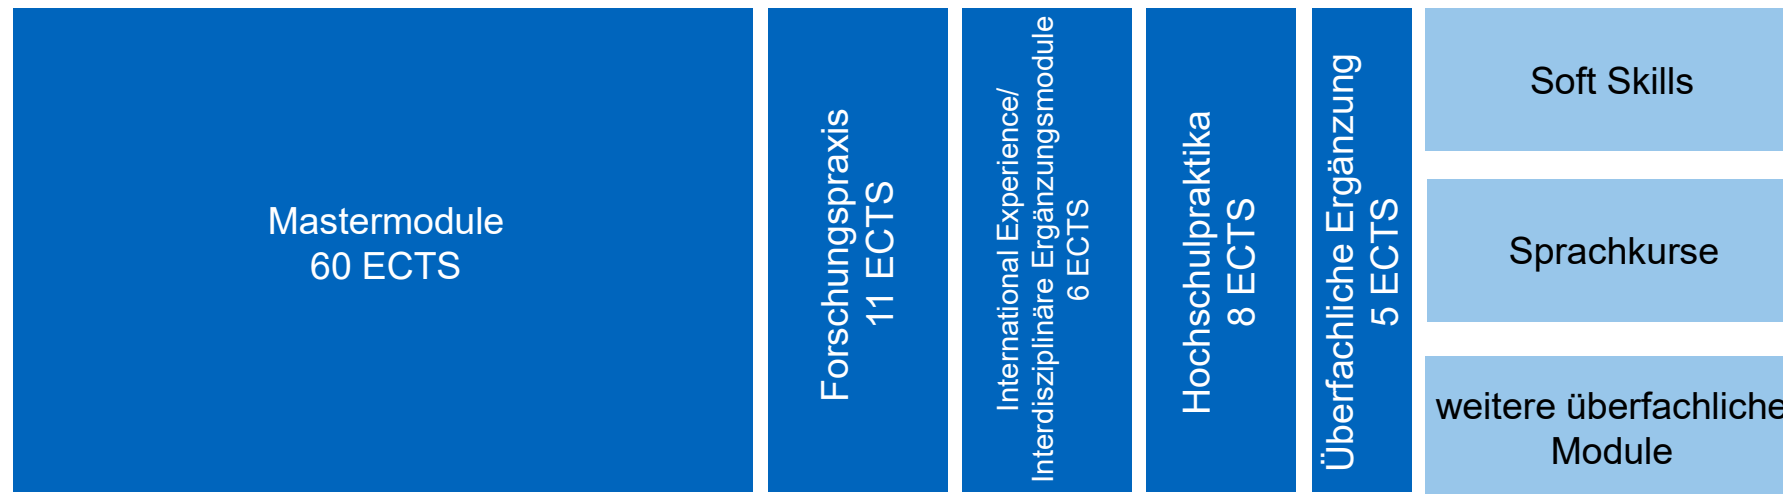 Mastermodule
60 ECTS
Forschungspraxis
11 ECTS
International Experience/
Interdisziplinäre Ergänzungsmodule
6 ECTS
Hochschulpraktika
8 ECTS
Überfachliche Ergänzung
5 ECTS
Soft Skills
Sprachkurse
weitere überfachliche
Module